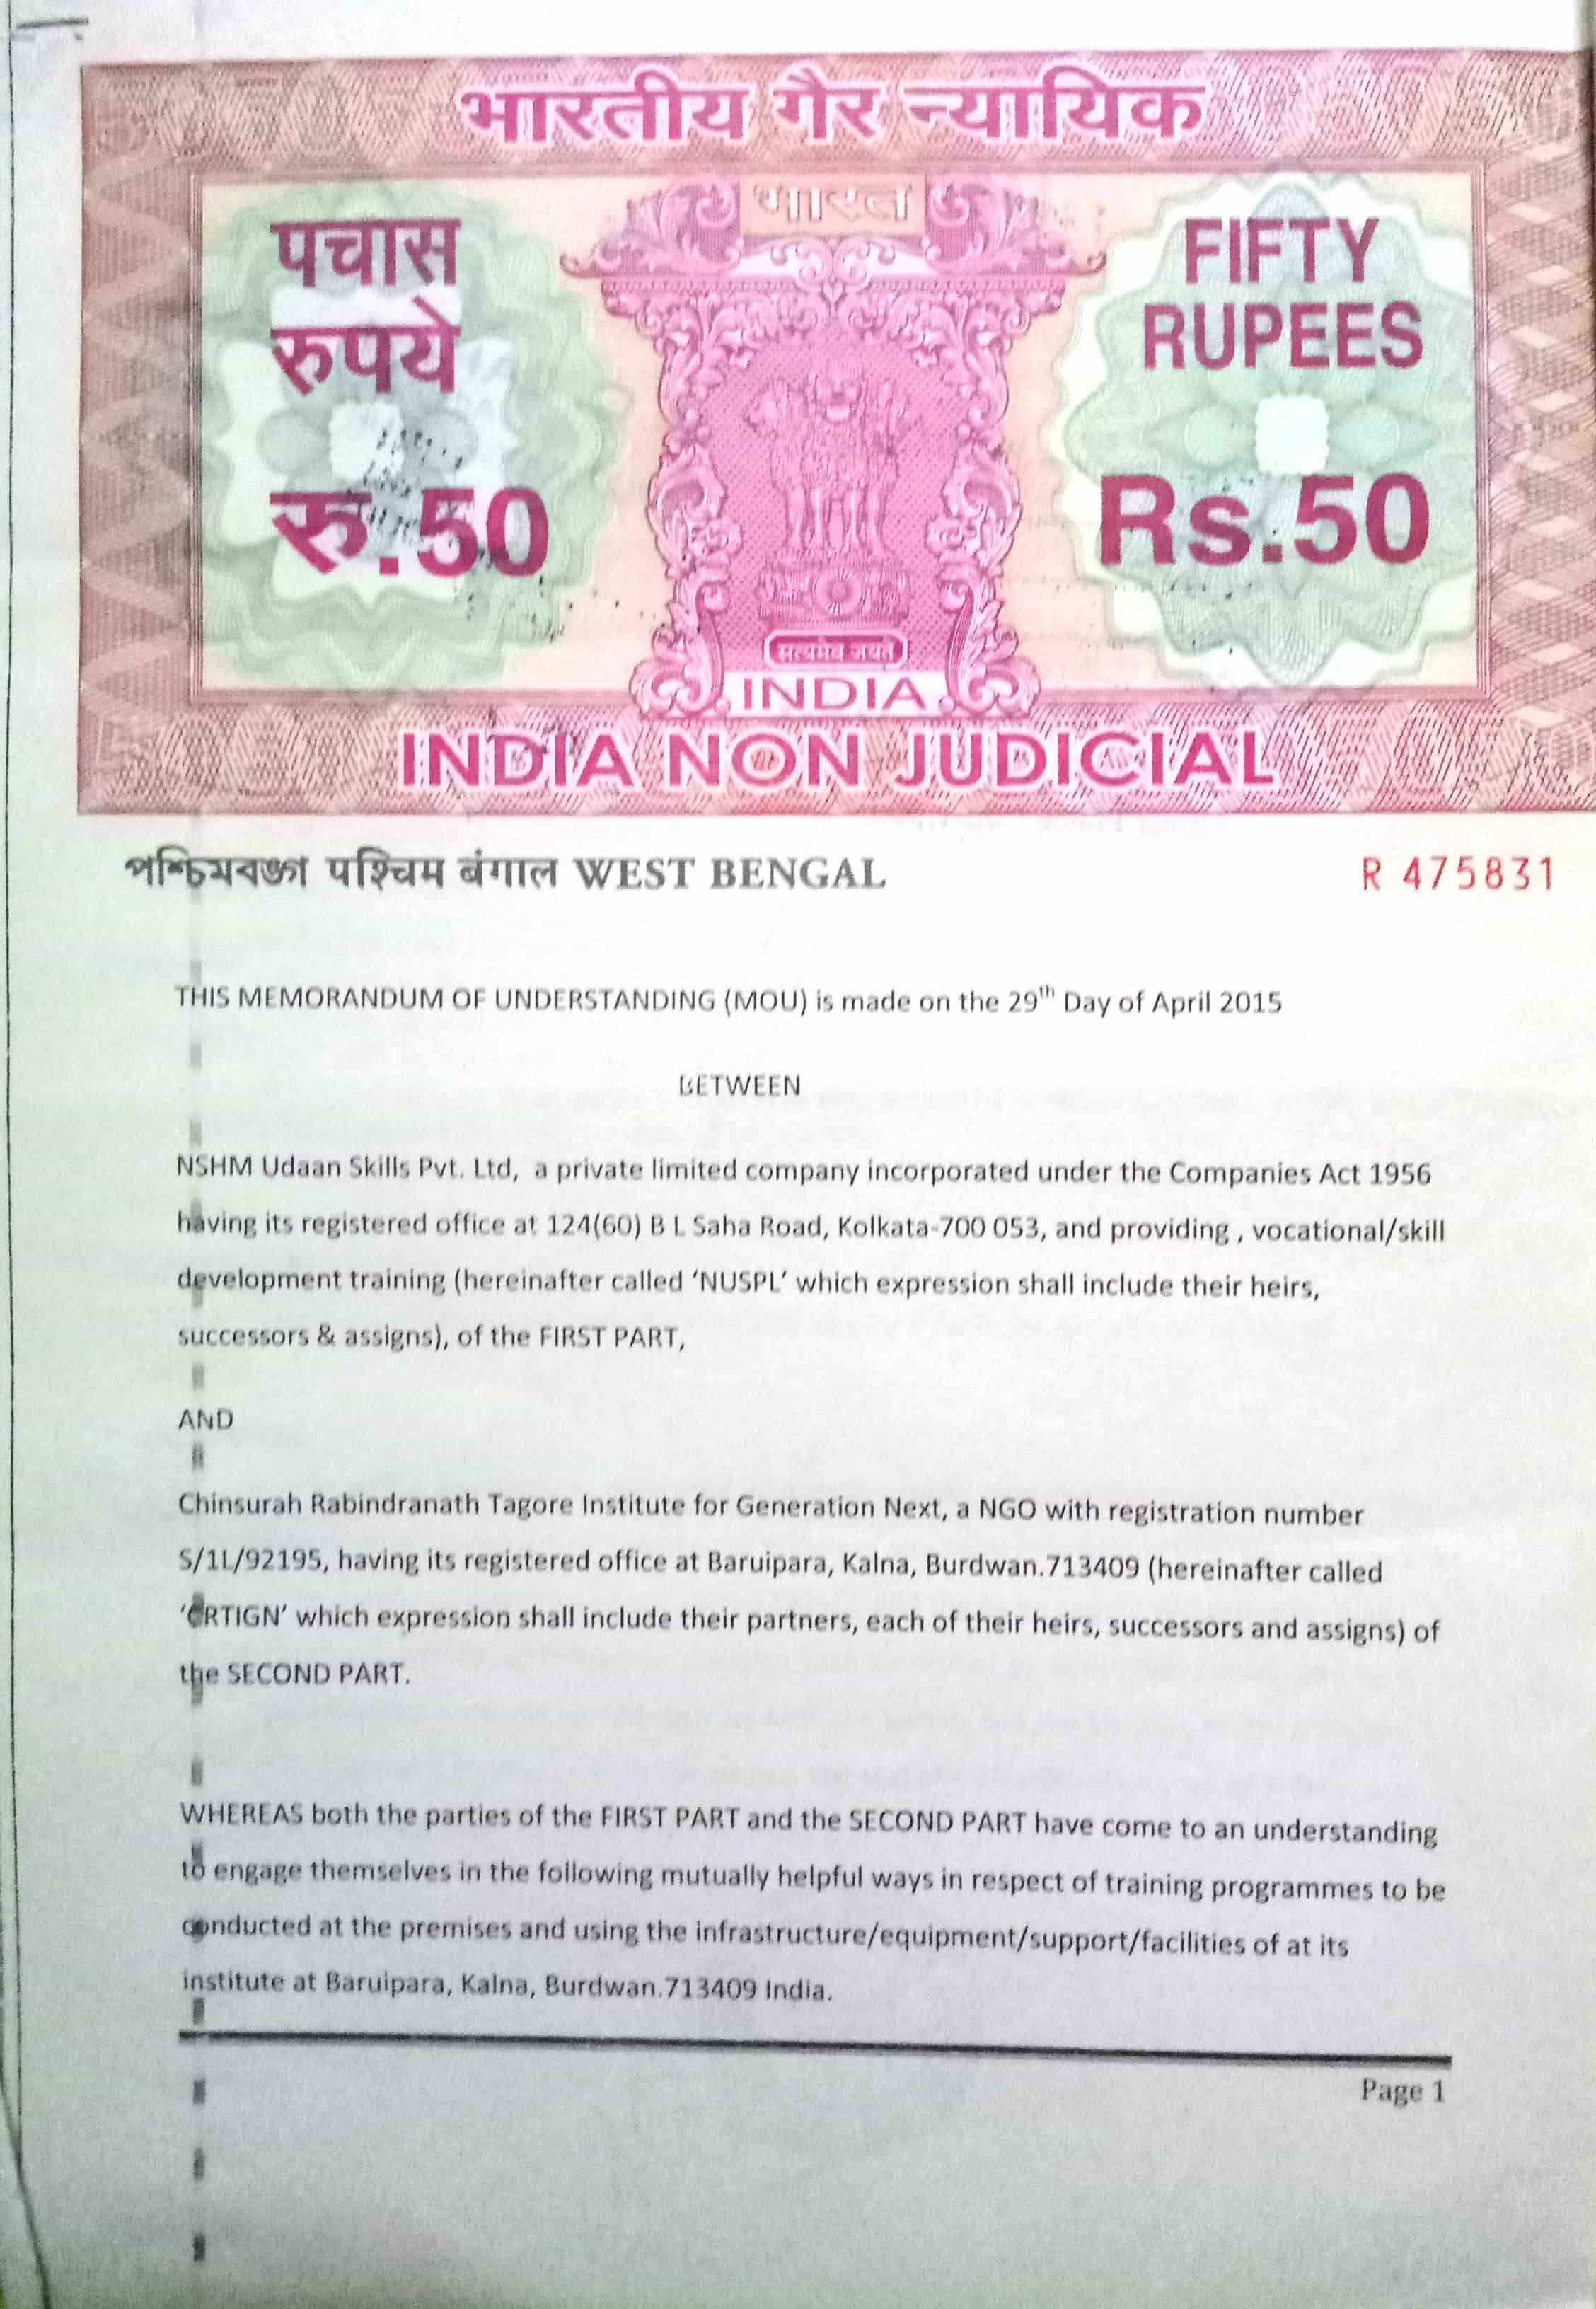 भारतीय गैर न्यायिक
भारत
पचास
रुपये
रु.50
FIFTY
RUPEES
Rs.50
सत्यमेव जयते
INDIA
INDIA NON JUDICIAL
পশ্চিমবঙ্গ पश्चिम बंगाल WEST BENGAL
R 475831
THIS MEMORANDUM OF UNDERSTANDING (MOU) is made on the 29th Day of April 2015
BETWEEN
NSHM Udaan Skills Pvt. Ltd, a private limited company incorporated under the Companies Act 1956
having its registered office at 124(60) B L Saha Road, Kolkata-700 053, and providing , vocational/skill
development training (hereinafter called ‘NUSPL’ which expression shall include their heirs,
successors & assigns), of the FIRST PART,
AND
Chinsurah Rabindranath Tagore Institute for Generation Next, a NGO with registration number
S/1L/92195, having its registered office at Baruipara, Kalna, Burdwan.713409 (hereinafter called
‘CRTIGN’ which expression shall include their partners, each of their heirs, successors and assigns) of
the SECOND PART.
WHEREAS both the parties of the FIRST PART and the SECOND PART have come to an understanding
to engage themselves in the following mutually helpful ways in respect of training programmes to be
conducted at the premises and using the infrastructure/equipment/support/facilities of at its
institute at Baruipara, Kalna, Burdwan.713409 India.
Page 1